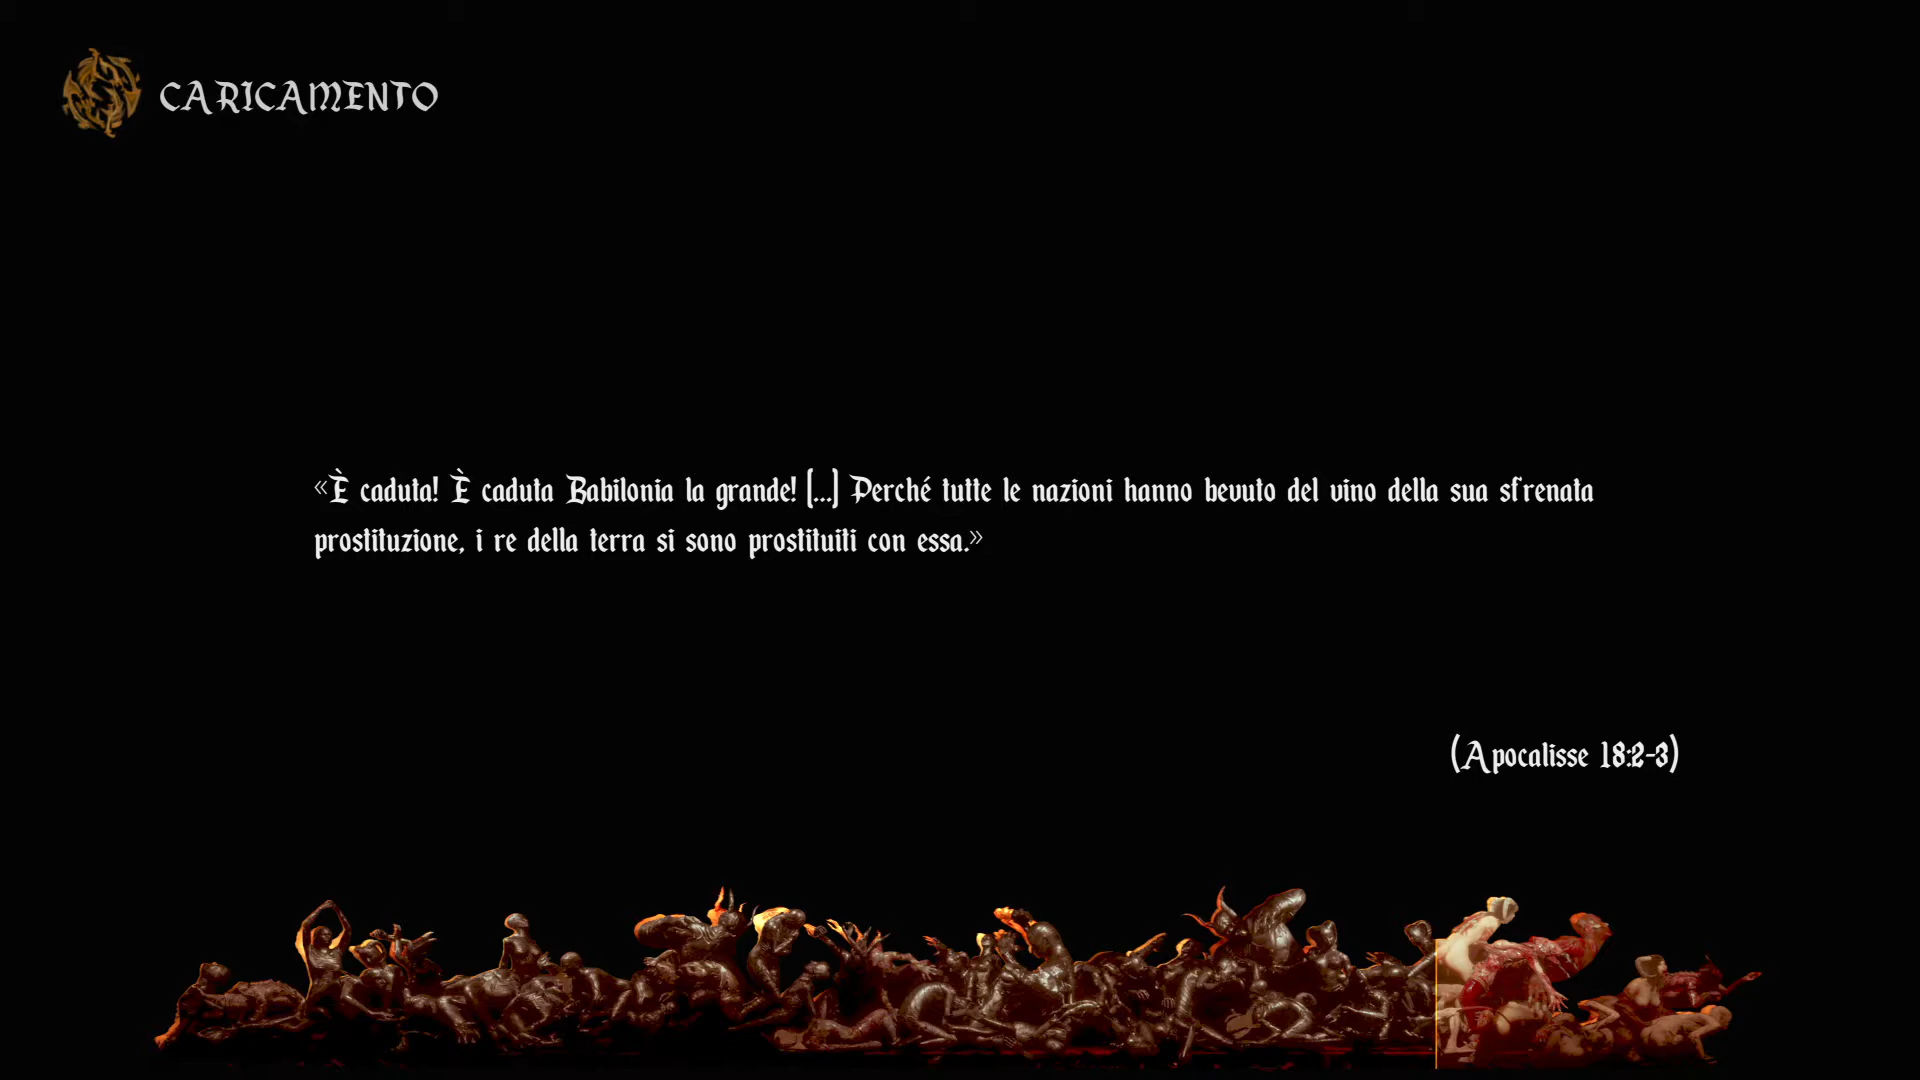 CARICAMENTO
«È caduta! È caduta Babilonia la grande! [...] Perché tutte le nazioni hanno bevuto del vino della sua sfrenata
prostituzione, i re della terra si sono prostituiti con essa.»
(Apocalisse 18:2-3)